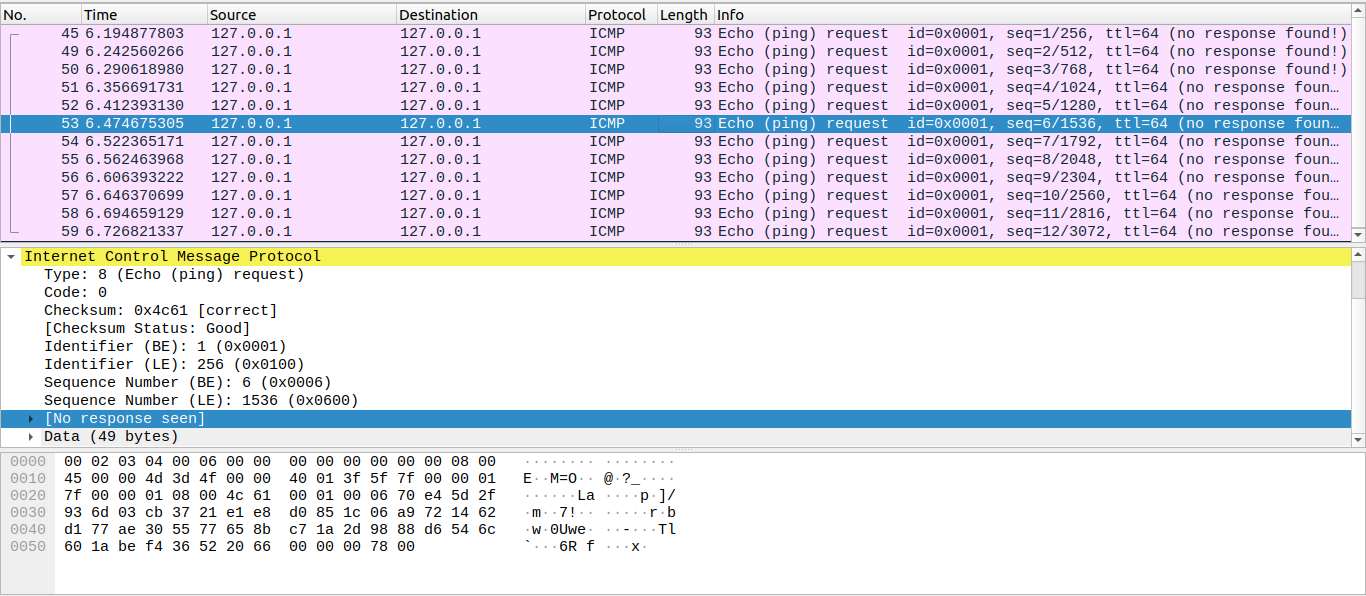 No. Time Source Destination Protocol Length Info
45 6.194877803 127.0.0.1 127.0.0.1 ICMP 93 Echo (ping) request id=0x0001, seq=1/256, ttl=64 (no response found!)
49 6.242560266 127.0.0.1 127.0.0.1 ICMP 93 Echo (ping) request id=0x0001, seq=2/512, ttl=64 (no response found!)
50 6.290618980 127.0.0.1 127.0.0.1 ICMP 93 Echo (ping) request id=0x0001, seq=3/768, ttl=64 (no response found!)
51 6.356691731 127.0.0.1 127.0.0.1 ICMP 93 Echo (ping) request id=0x0001, seq=4/1024, ttl=64 (no response foun…
52 6.412393130 127.0.0.1 127.0.0.1 ICMP 93 Echo (ping) request id=0x0001, seq=5/1280, ttl=64 (no response foun…
53 6.474675305 127.0.0.1 127.0.0.1 ICMP 93 Echo (ping) request id=0x0001, seq=6/1536, ttl=64 (no response foun…
54 6.522365171 127.0.0.1 127.0.0.1 ICMP 93 Echo (ping) request id=0x0001, seq=7/1792, ttl=64 (no response foun…
55 6.562463968 127.0.0.1 127.0.0.1 ICMP 93 Echo (ping) request id=0x0001, seq=8/2048, ttl=64 (no response foun…
56 6.606393222 127.0.0.1 127.0.0.1 ICMP 93 Echo (ping) request id=0x0001, seq=9/2304, ttl=64 (no response foun…
57 6.646370699 127.0.0.1 127.0.0.1 ICMP 93 Echo (ping) request id=0x0001, seq=10/2560, ttl=64 (no response fou…
58 6.694659129 127.0.0.1 127.0.0.1 ICMP 93 Echo (ping) request id=0x0001, seq=11/2816, ttl=64 (no response fou…
59 6.726821337 127.0.0.1 127.0.0.1 ICMP 93 Echo (ping) request id=0x0001, seq=12/3072, ttl=64 (no response fou…
Internet Control Message Protocol
Type: 8 (Echo (ping) request)
Code: 0
Checksum: 0x4c61 [correct]
[Checksum Status: Good]
Identifier (BE): 1 (0x0001)
Identifier (LE): 256 (0x0100)
Sequence Number (BE): 6 (0x0006)
Sequence Number (LE): 1536 (0x0600)
[No response seen]
Data (49 bytes)
0000 00 02 03 04 00 06 00 00 00 00 00 00 00 00 08 00 ········ ········
0010 45 00 00 4d 3d 4f 00 00 40 01 3f 5f 7f 00 00 01 E··M=O·· @·?_····
0020 7f 00 00 01 08 00 4c 61 00 01 00 06 70 e4 5d 2f ······La ····p·]/
0030 93 6d 03 cb 37 21 e1 e8 d0 85 1c 06 a9 72 14 62 ·m··7!·· ·····r·b
0040 d1 77 ae 30 55 77 65 8b c7 1a 2d 98 88 d6 54 6c ·w·0Uwe· ··-···Tl
0050 60 1a be f4 36 52 20 66 00 00 00 78 00 `···6R f ···x·